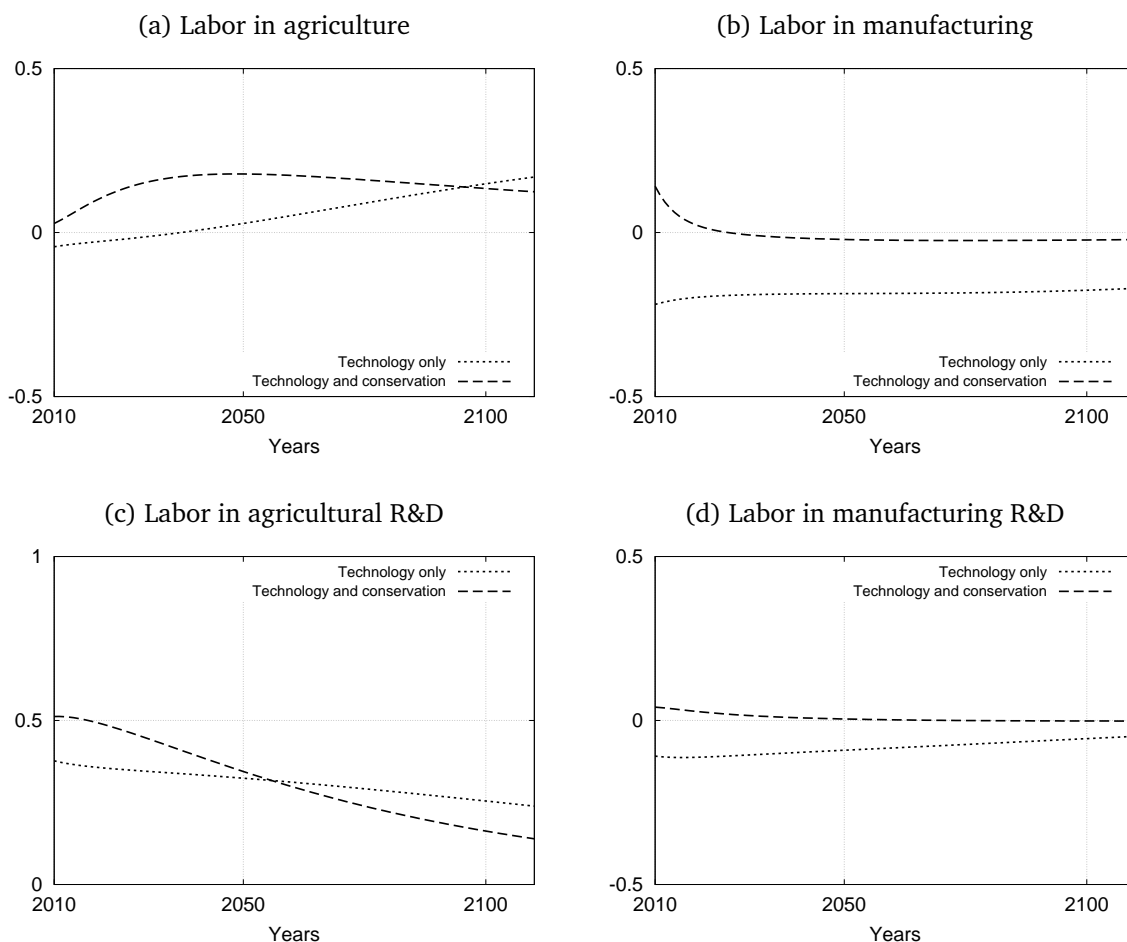 (a) Labor in agriculture
0.5
0
-0.5
2010
2050
2100
Years
Technology only
Technology and conservation
(b) Labor in manufacturing
0.5
0
-0.5
2010
2050
2100
Years
Technology only
Technology and conservation
(c) Labor in agricultural R&D
1
0.5
0
2010
2050
2100
Years
Technology only
Technology and conservation
(d) Labor in manufacturing R&D
0.5
0
-0.5
2010
2050
2100
Years
Technology only
Technology and conservation